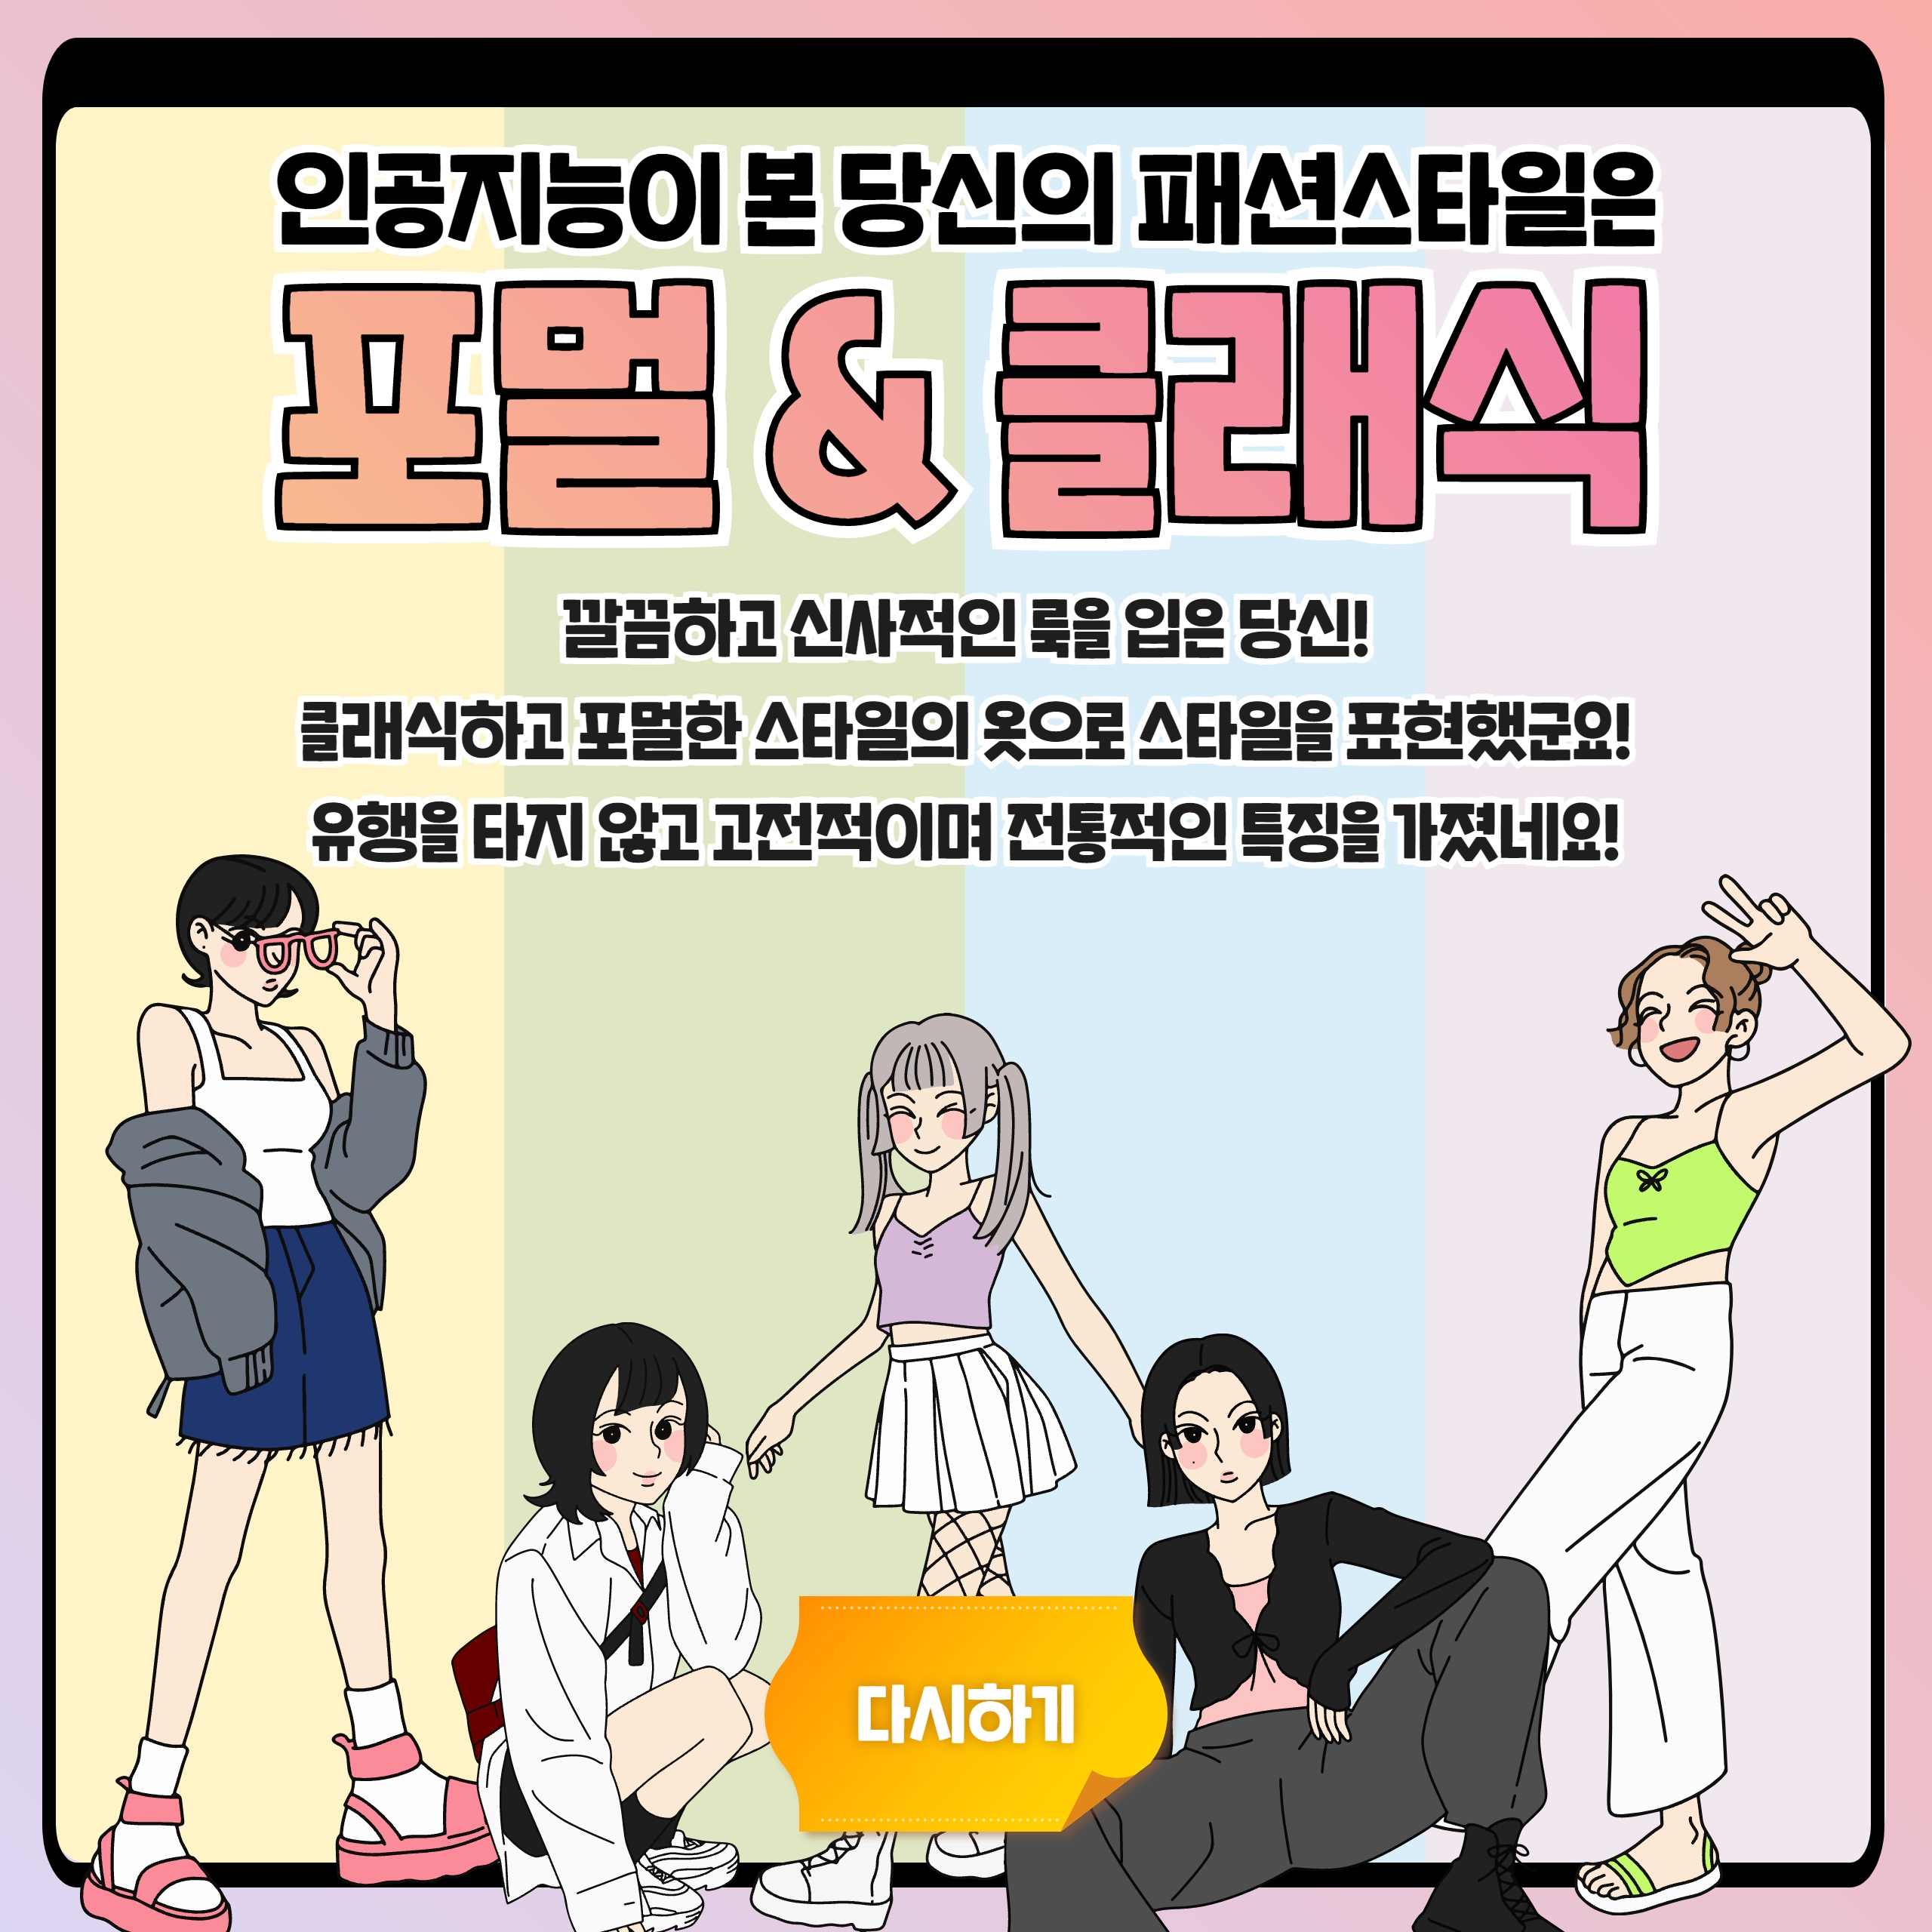 인공지능이 본 당신의 패션스타일은
포멀 & 클래식
깔끔하고 신사적인 룩을 입은 당신!
클래식하고 포멀한 스타일의 옷으로 스타일을 표현했군요!
유행을 타지 않고 고전적이며 전통적인 특징을 가졌네요!
다시하기